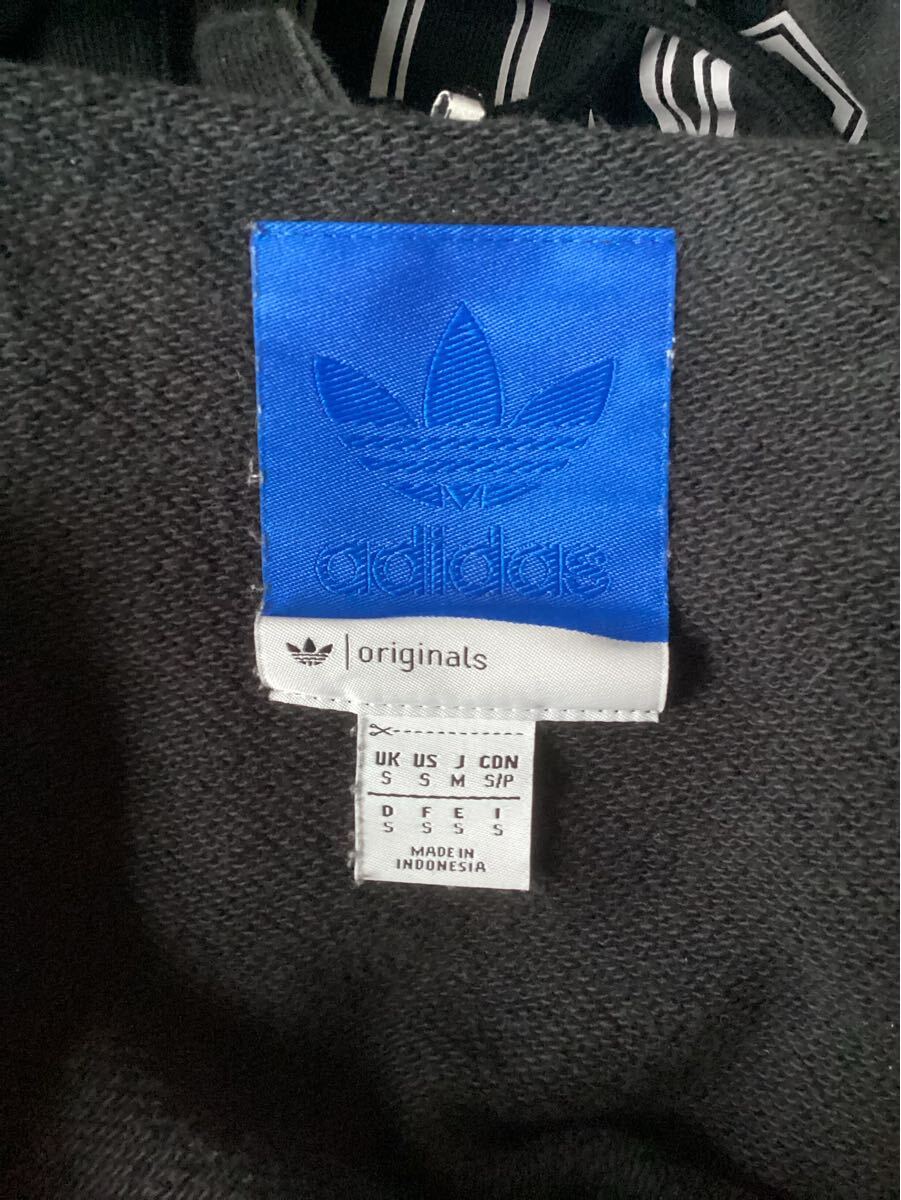 adidas
| originals
UK US J CDN
S S M S/P
D F E I
S S S S
MADE IN
INDONESIA